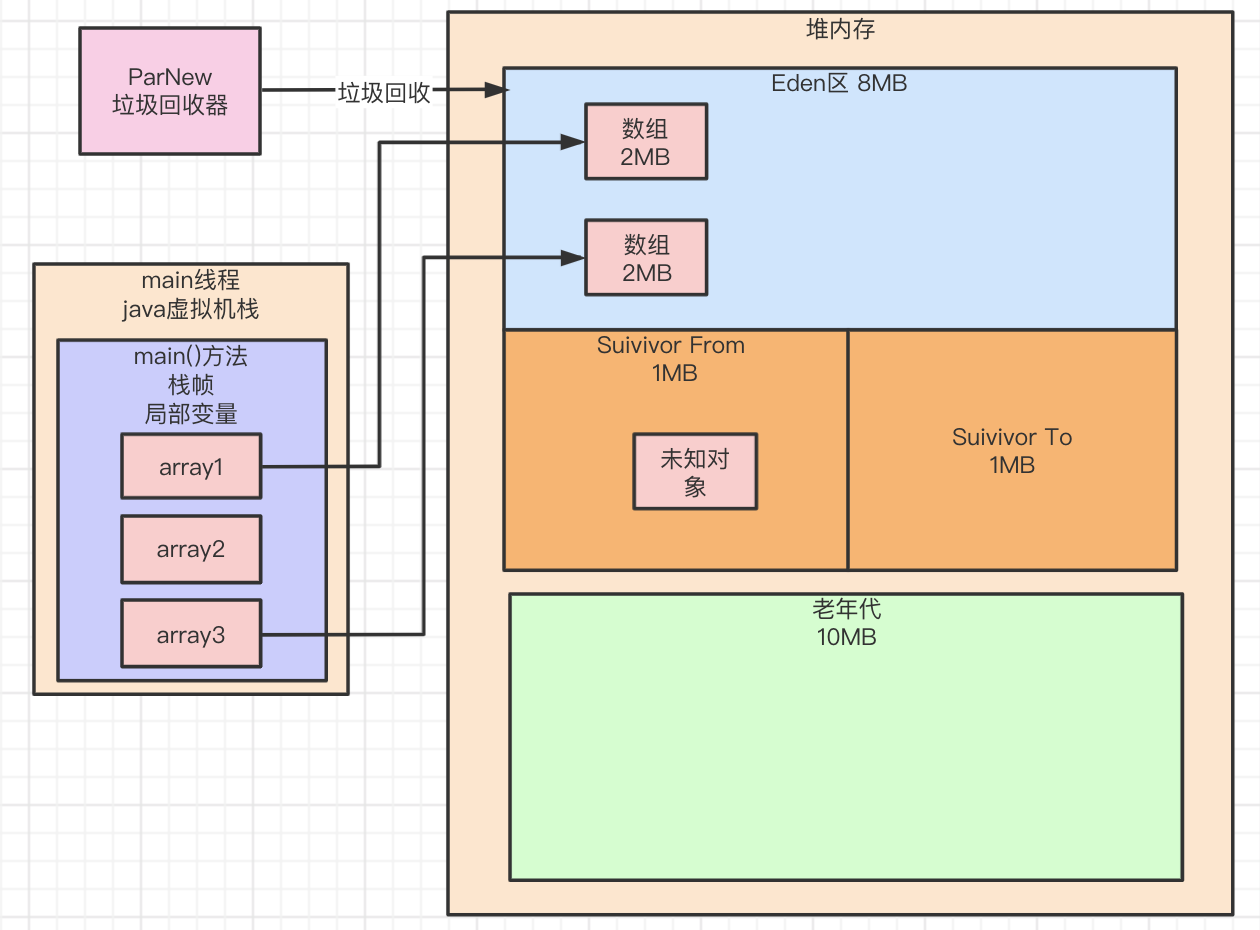 堆内存
ParNew
垃圾回收器
垃圾回收
Eden区 8MB
数组
2MB
数组
2MB
main线程
java虚拟机栈
main()方法
栈帧
局部变量
array1
array2
array3
Suivivor From
1MB
未知对
象
Suivivor To
1MB
老年代
10MB